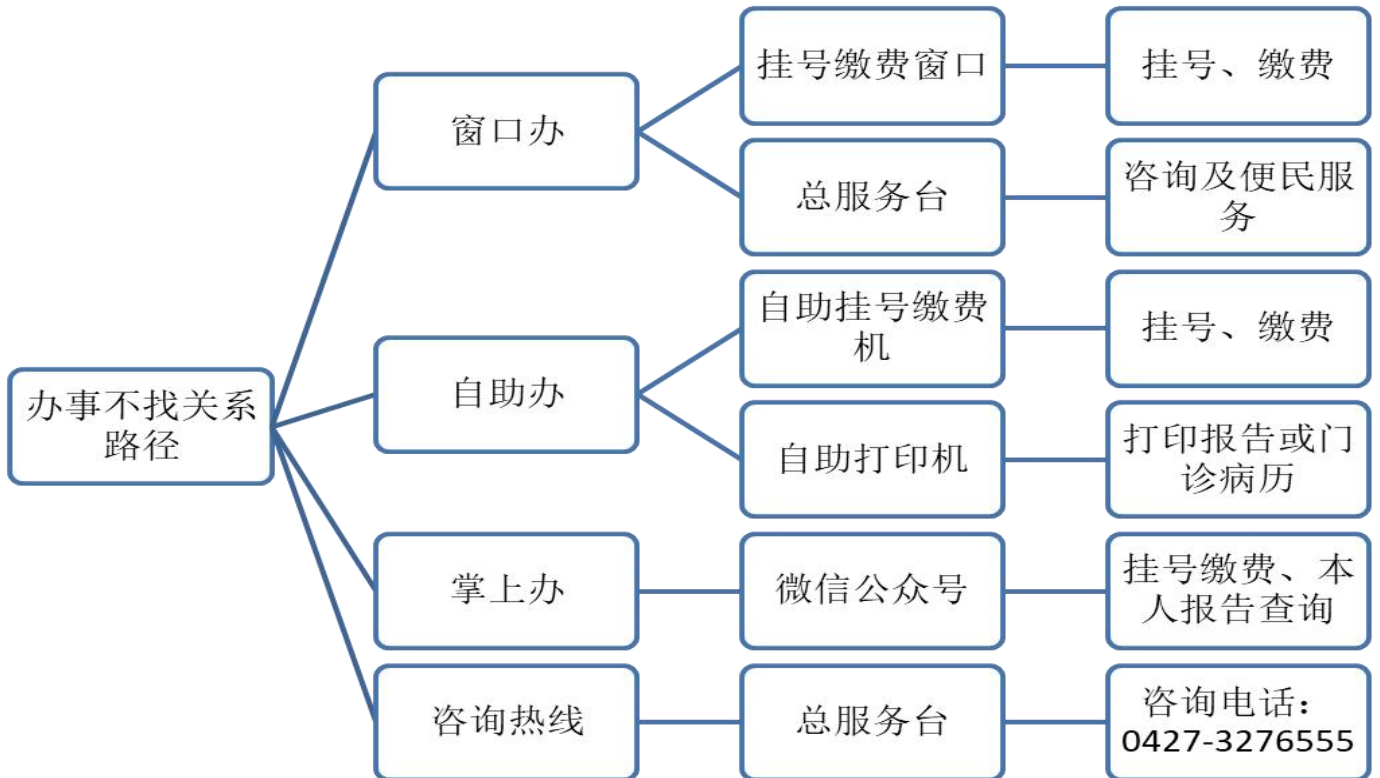 办事不找关系
路径
窗口办
挂号缴费窗口
挂号、缴费
总服务台
咨询及便民服
务
自助办
自助挂号缴费
机
挂号、缴费
自助打印机
打印报告或门
诊病历
掌上办
微信公众号
挂号缴费、本
人报告查询
咨询热线
总服务台
咨询电话：
0427-3276555